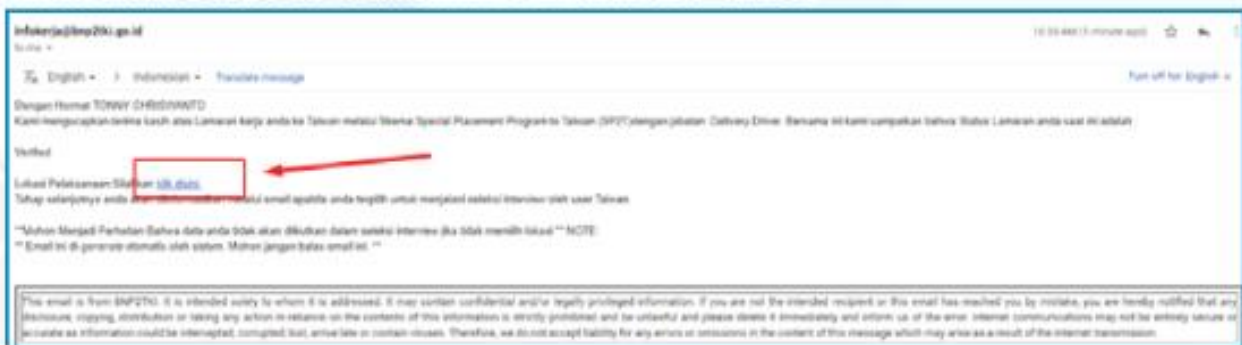 infokerja@bnp2tki.go.id
to me
English > Indonesian Translate message
Turn off for: English x
Dengan Hormat TONNY CHRISIYANTO
Kami mengucapkan terima kasih atas Lamaran kerja anda ke Taiwan melalui Skema Special Placement Program to Taiwan (SP2T)dengan jabatan: Delivery Driver. Bersama ini kami sampaikan bahwa Status Lamaran anda saat ini adalah
Verified
Lokasi Pelaksanaan Silahkan klik disini.
Tahap selanjutnya anda akan melalui email apabila anda terpilih untuk menjalani seleksi Interview oleh user Taiwan
**Mohon Menjadi Perhatian Bahwa data anda tidak akan diikutkan dalam seleksi interview jika tidak memilih lokasi ** NOTE:
** Email ini di generate otomatis oleh sistem. Mohon jangan balas email ini. **
This email is from BNP2TKI. It is intended solely to whom it is addressed. It may contain confidential and/or legally privileged information. If you are not the intended recipient or this email has reached you by mistake, you are hereby notified that any
disclosure, copying, distribution or taking any action in reliance on the contents of this information is strictly prohibited and be unlawful and please delete it immediately and inform us of the error. Internet communications may not be entirely secure or
accurate as information could be intercepted, corrupted, lost, arrive late or contain viruses. Therefore, we do not accept liability for any errors or omissions in the content of this message which may arise as a result of the internet transmission.